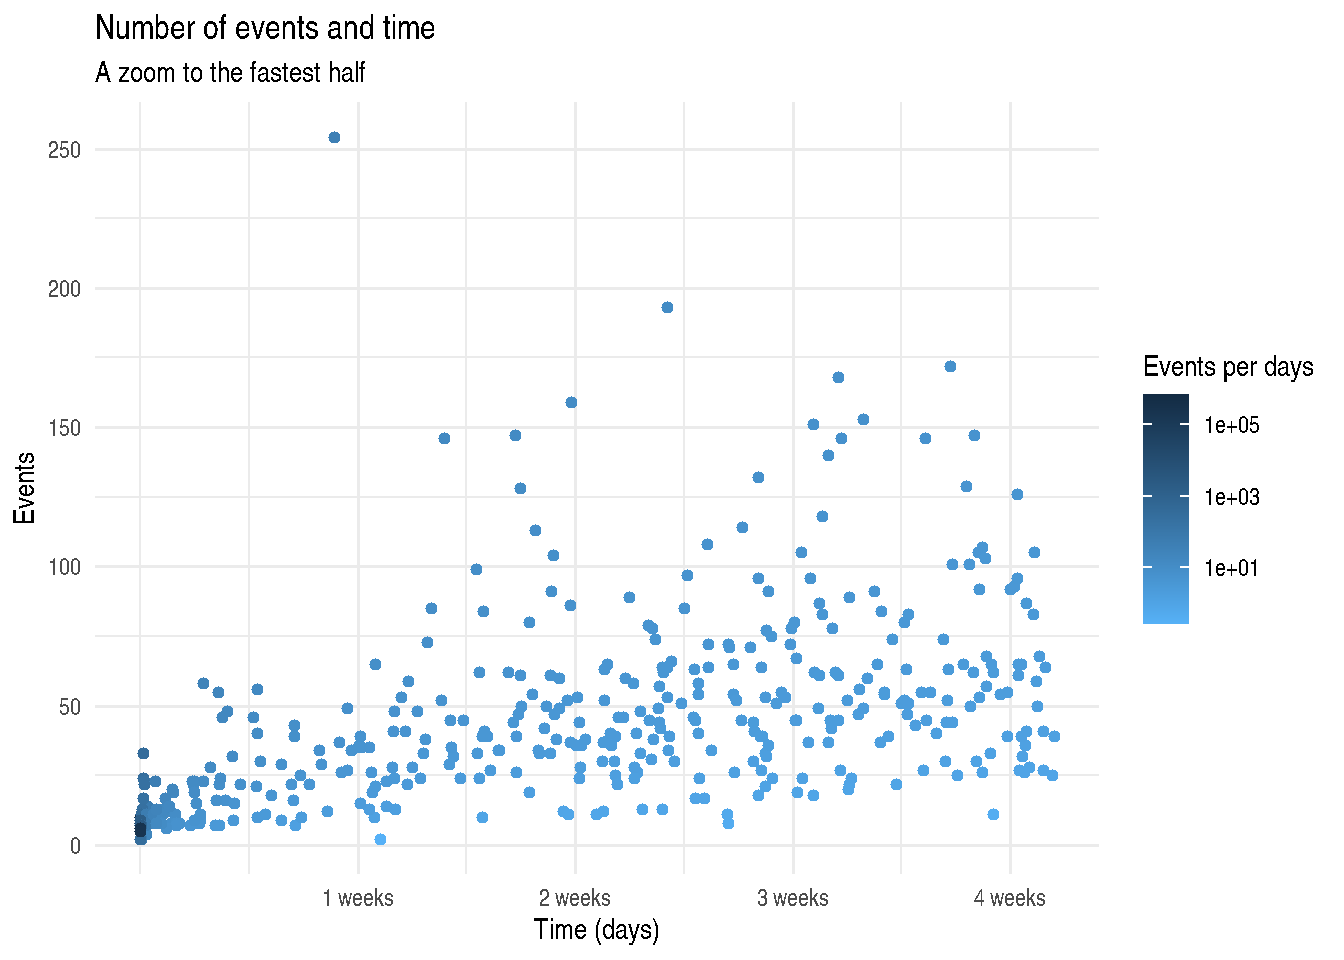 Number of events and time
A zoom to the fastest half
250
200
150
100
50
0
Events
1 weeks
2 weeks
3 weeks
4 weeks
Time (days)
Events per days
1e+05
1e+03
1e+01